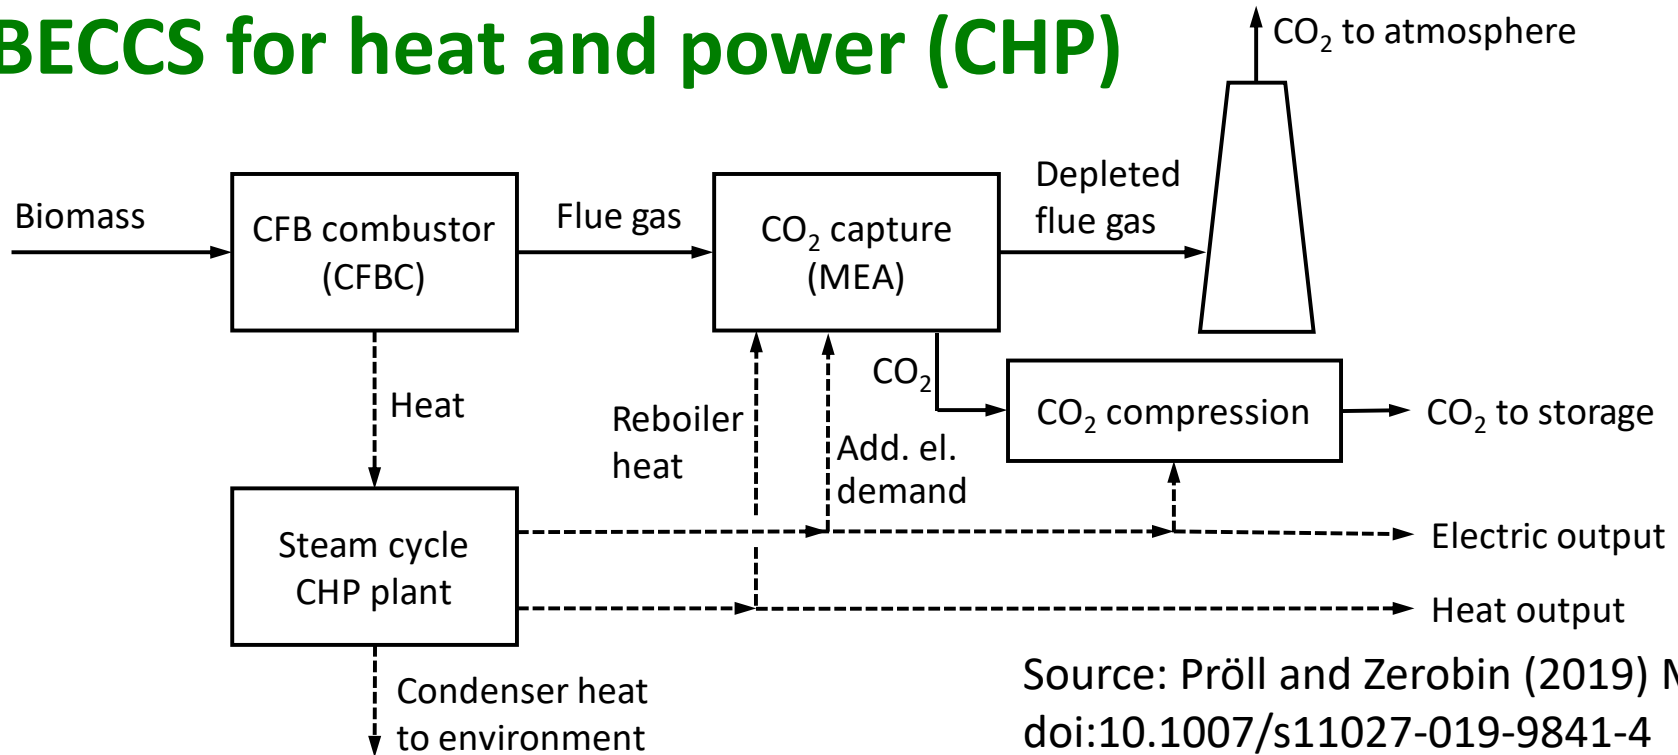 BECCS for heat and power (CHP)
CO₂ to atmosphere
Biomass
CFB combustor
(CFBC)
Flue gas
CO₂ capture
(MEA)
Depleted
flue gas
Heat
Reboiler
heat
Add. el.
demand
CO₂
CO₂ compression
CO₂ to storage
Steam cycle
CHP plant
Electric output
Heat output
Condenser heat
to environment
Source: Pröll and Zerobin (2019)
doi:10.1007/s11027-019-9841-4